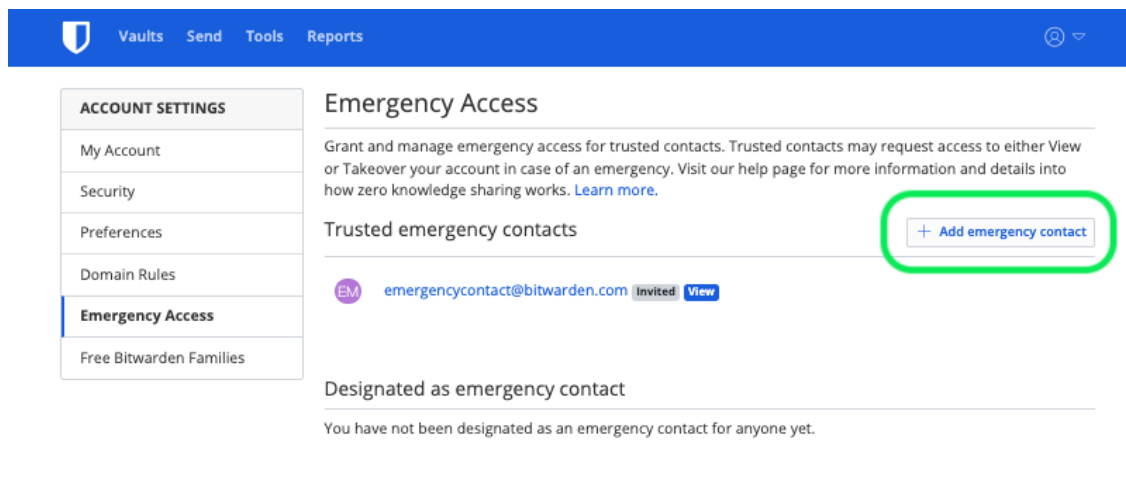 Vaults Send Tools Reports
ACCOUNT SETTINGS
My Account
Security
Preferences
Domain Rules
Emergency Access
Free Bitwarden Families
Emergency Access
Grant and manage emergency access for trusted contacts. Trusted contacts may request access to either View
or Takeover your account in case of an emergency. Visit our help page for more information and details into
how zero knowledge sharing works. Learn more.
Trusted emergency contacts
+ Add emergency contact
EM emergencycontact@bitwarden.com Invited View
Designated as emergency contact
You have not been designated as an emergency contact for anyone yet.